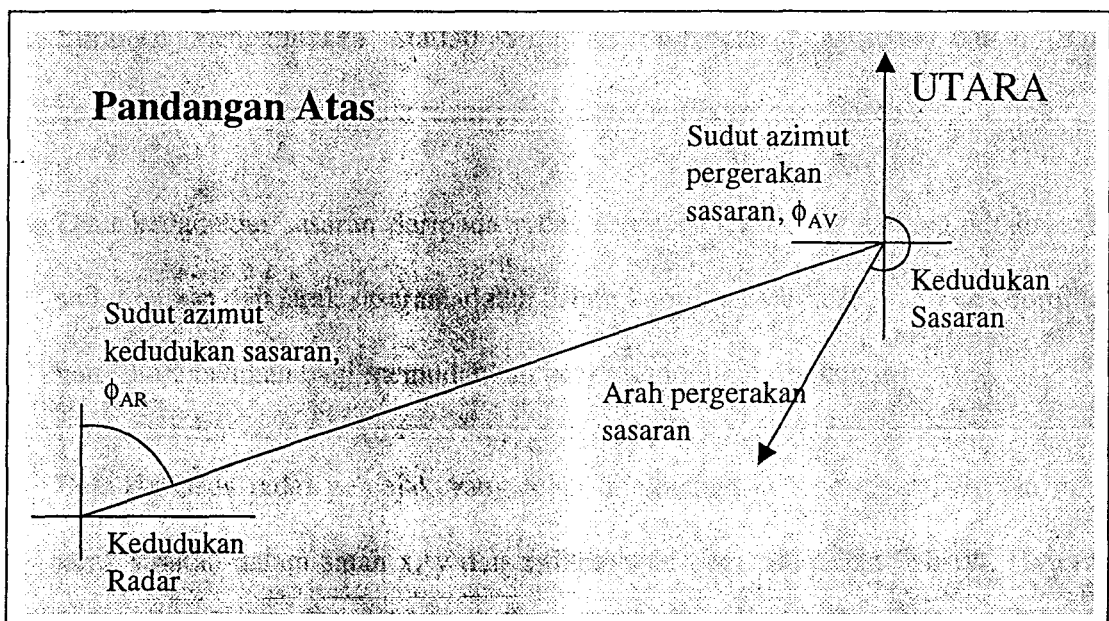 Pandangan Atas
UTARA
Sudut azimut
pergerakan
sasaran, ϕAV
Kedudukan
Sasaran
Sudut azimut
kedudukan sasaran,
ϕAR
Arah pergerakan
sasaran
Kedudukan
Radar